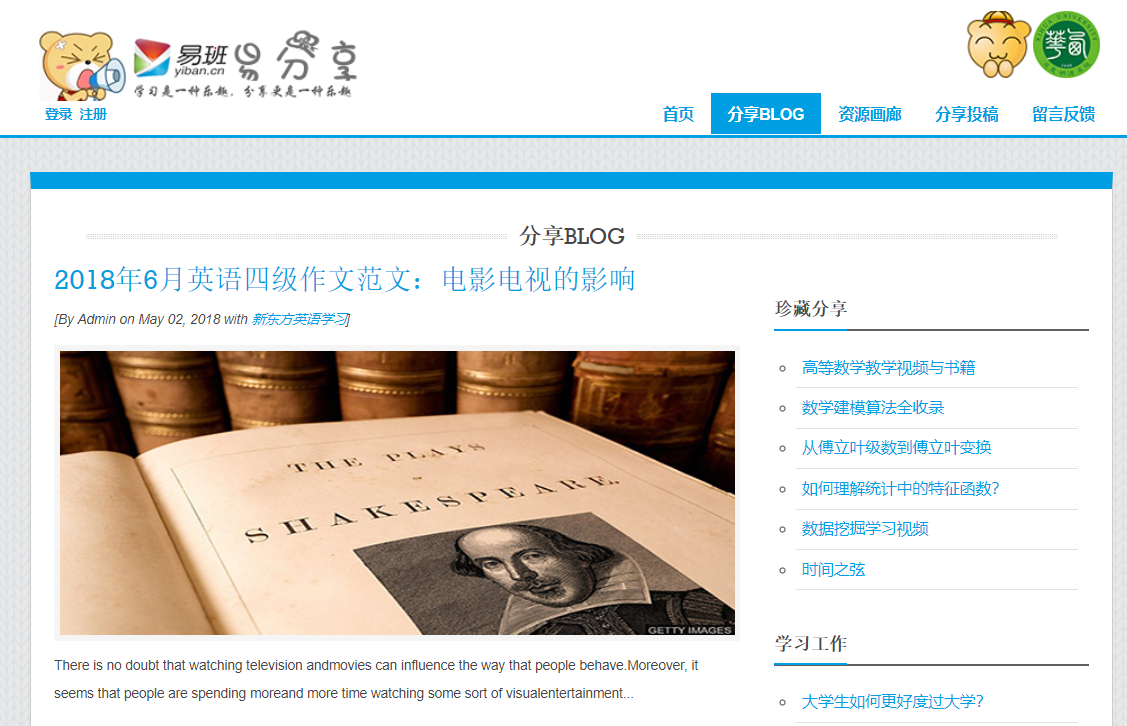 易班
yiban.cn
易分享
学习是一种乐趣，分享更是一种乐趣
登录 注册
首页 分享BLOG 资源画廊 分享投稿 留言反馈
分享BLOG
2018年6月英语四级作文范文：电影电视的影响
[By Admin on May 02, 2018 with 新东方英语学习]
THE PLAYS
OF
SHAKESPEARE.
GETTY IMAGES
There is no doubt that watching television andmovies can influence the way that people behave.Moreover, it
seems that people are spending moreand more time watching some sort of visualentertainment...
珍藏分享
高等数学教学视频与书籍
数学建模算法全收录
从傅立叶级数到傅立叶变换
如何理解统计中的特征函数?
数据挖掘学习视频
时间之弦
学习工作
大学生如何更好度过大学?